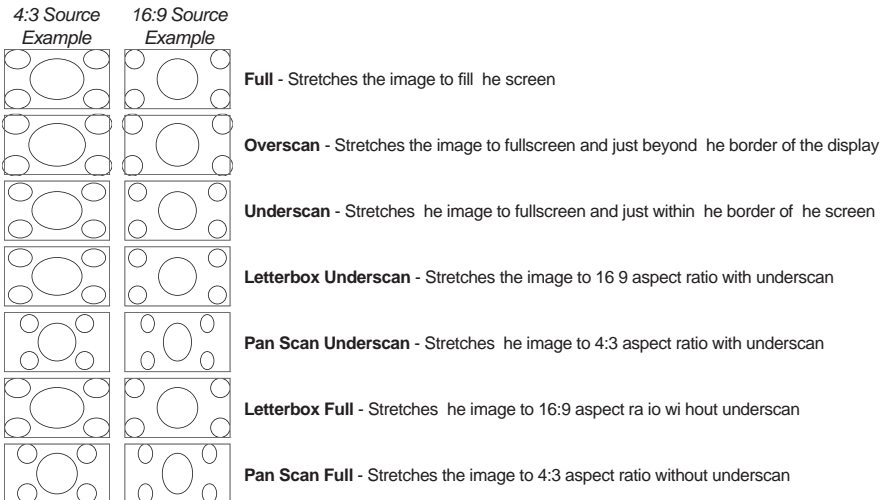 4:3 Source 16:9 Source
Example Example
Full - Stretches the image to fill he screen
Overscan - Stretches the image to fullscreen and just beyond he border of the display
Underscan - Stretches he image to fullscreen and just within he border of he screen
Letterbox Underscan - Stretches the image to 16 9 aspect ratio with underscan
Pan Scan Underscan - Stretches he image to 4:3 aspect ratio with underscan
Letterbox Full - Stretches he image to 16:9 aspect ra io wi hout underscan
Pan Scan Full - Stretches the image to 4:3 aspect ratio without underscan